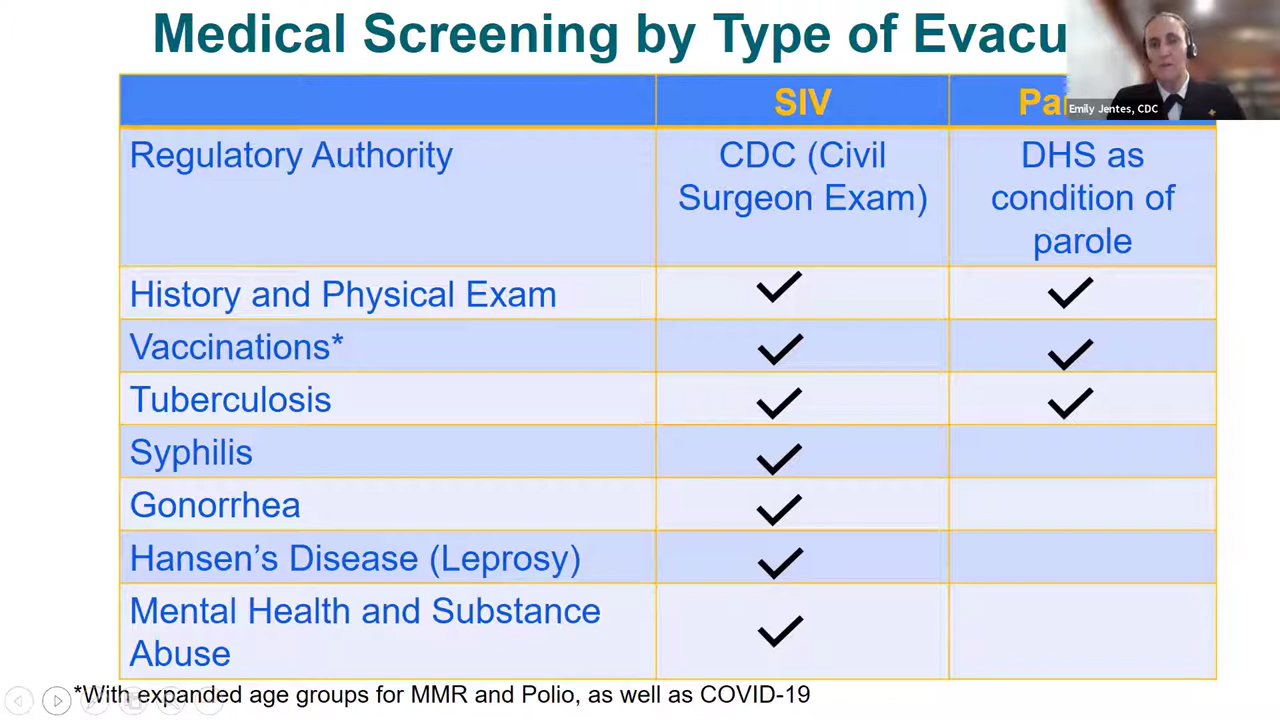 Medical Screening by Type of
SIV
Emily Jentes, CDC
Regulatory Authority
CDC (Civil
Surgeon Exam)
DHS as
condition of
parole
History and Physical Exam
Vaccinations*
Tuberculosis
Syphilis
Gonorrhea
Hansen's Disease (Leprosy)
Mental Health and Substance
Abuse
*With expanded age groups for MMR and Polio, as well as COVID-19